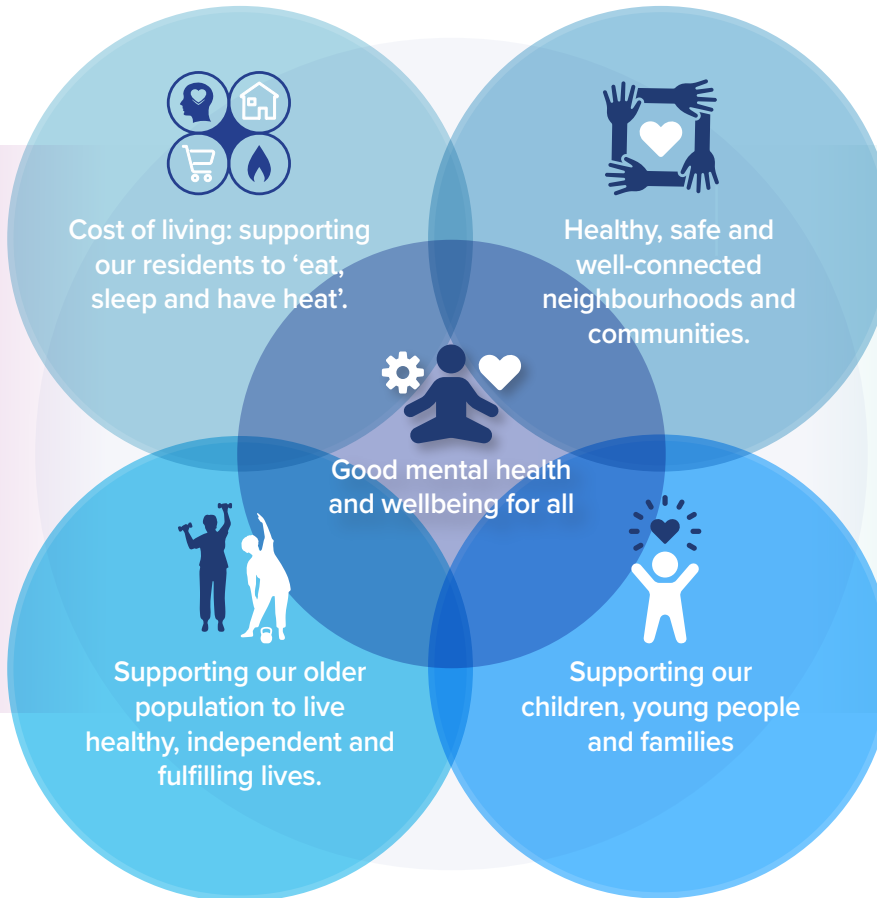 Cost of living: supporting
our residents to ‘eat,
sleep and have heat’.
Healthy, safe and
well-connected
neighbourhoods and
communities.
Good mental health
and wellbeing for all
Supporting our older
population to live
healthy, independent and
fulfilling lives.
Supporting our
children, young people
and families